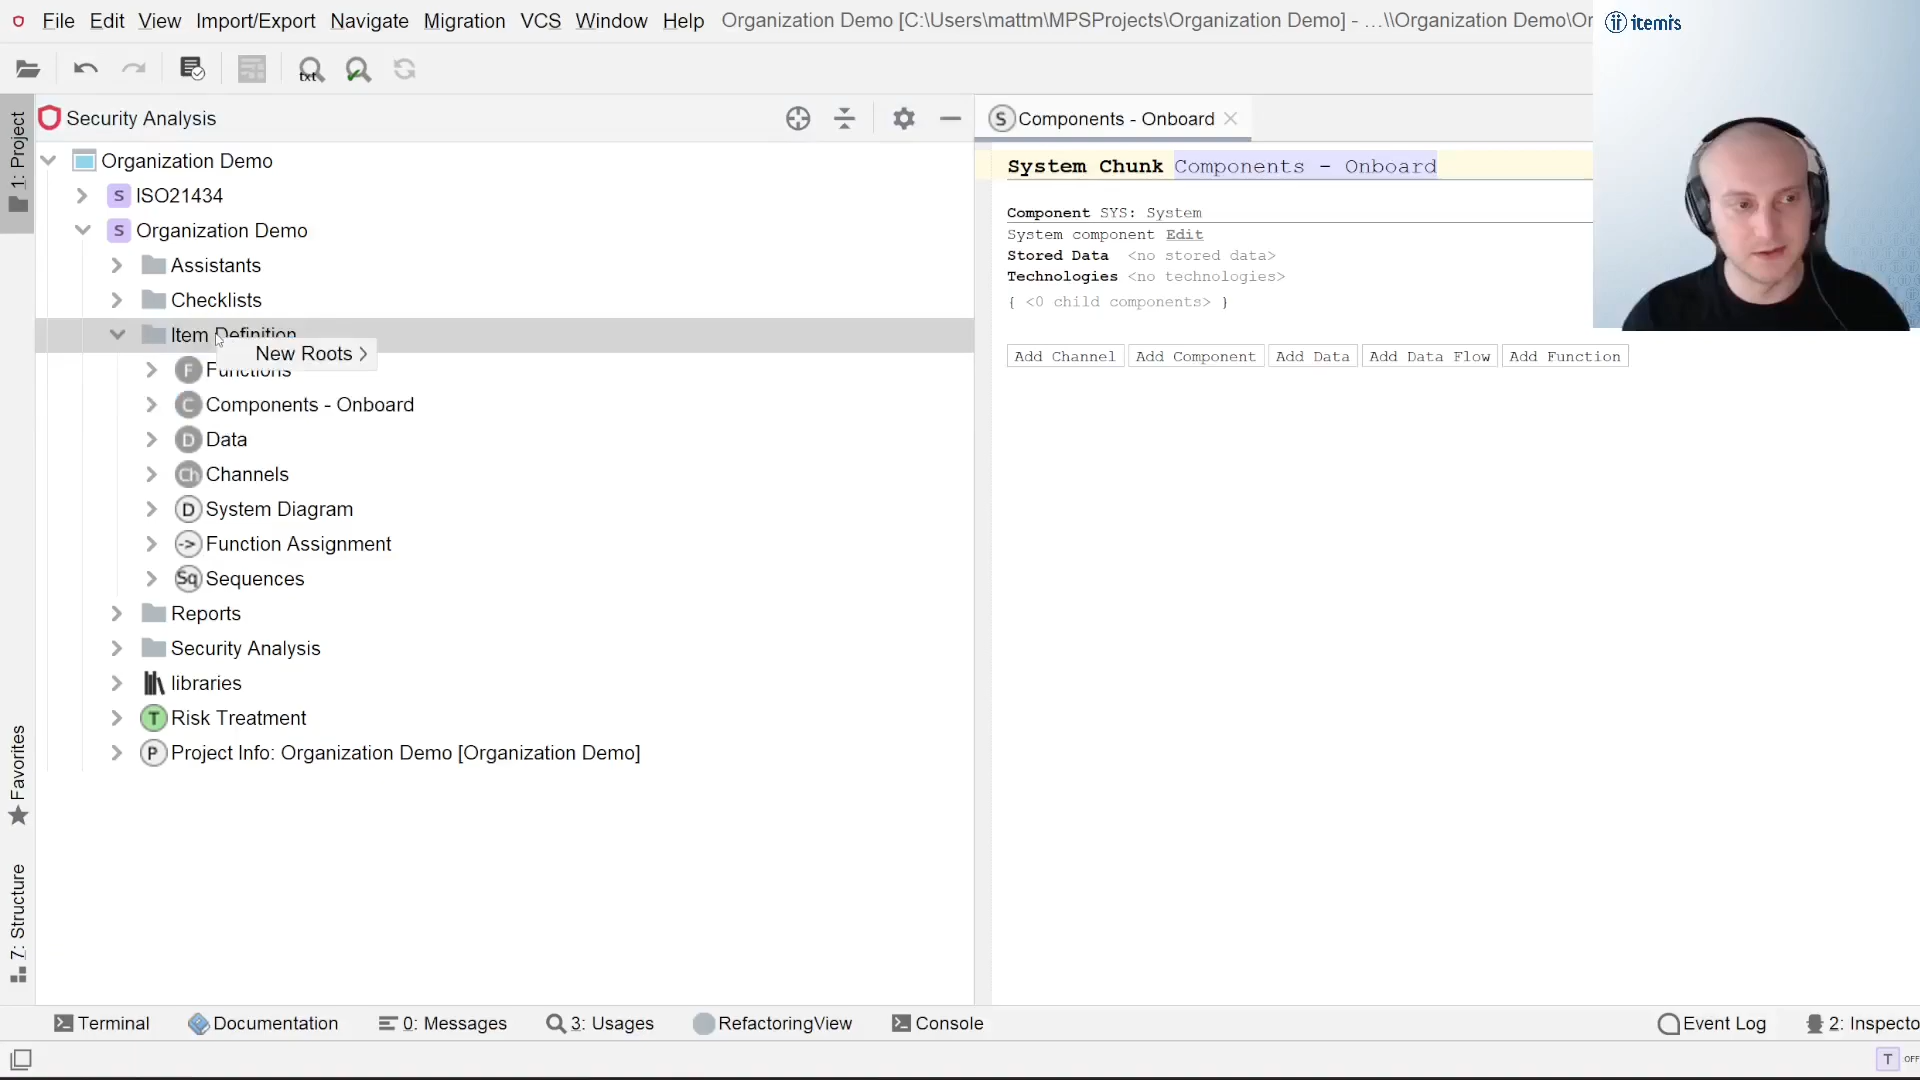 File Edit View Import/Export Navigate Migration VCS Window Help Organization Demo [C:\Users\mattm\MPSProjects\Organization Demo] - ...\\Organization Demo\Or
itemis
txt
1: Project
Security Analysis
Components - Onboard
Organization Demo
ISO21434
Organization Demo
Assistants
Checklists
Item Definition
New Roots
Functions
Components - Onboard
Data
Channels
System Diagram
Function Assignment
Sequences
Reports
Security Analysis
libraries
Risk Treatment
Project Info: Organization Demo [Organization Demo]
System Chunk Components - Onboard
Component SYS: System
System component Edit
Stored Data <no stored data>
Technologies <no technologies>
{ <0 child components> }
Add Channel Add Component Add Data Add Data Flow Add Function
Favorites
7: Structure
Terminal Documentation 0: Messages 3: Usages RefactoringView Console Event Log 2: Inspecto
T OFF